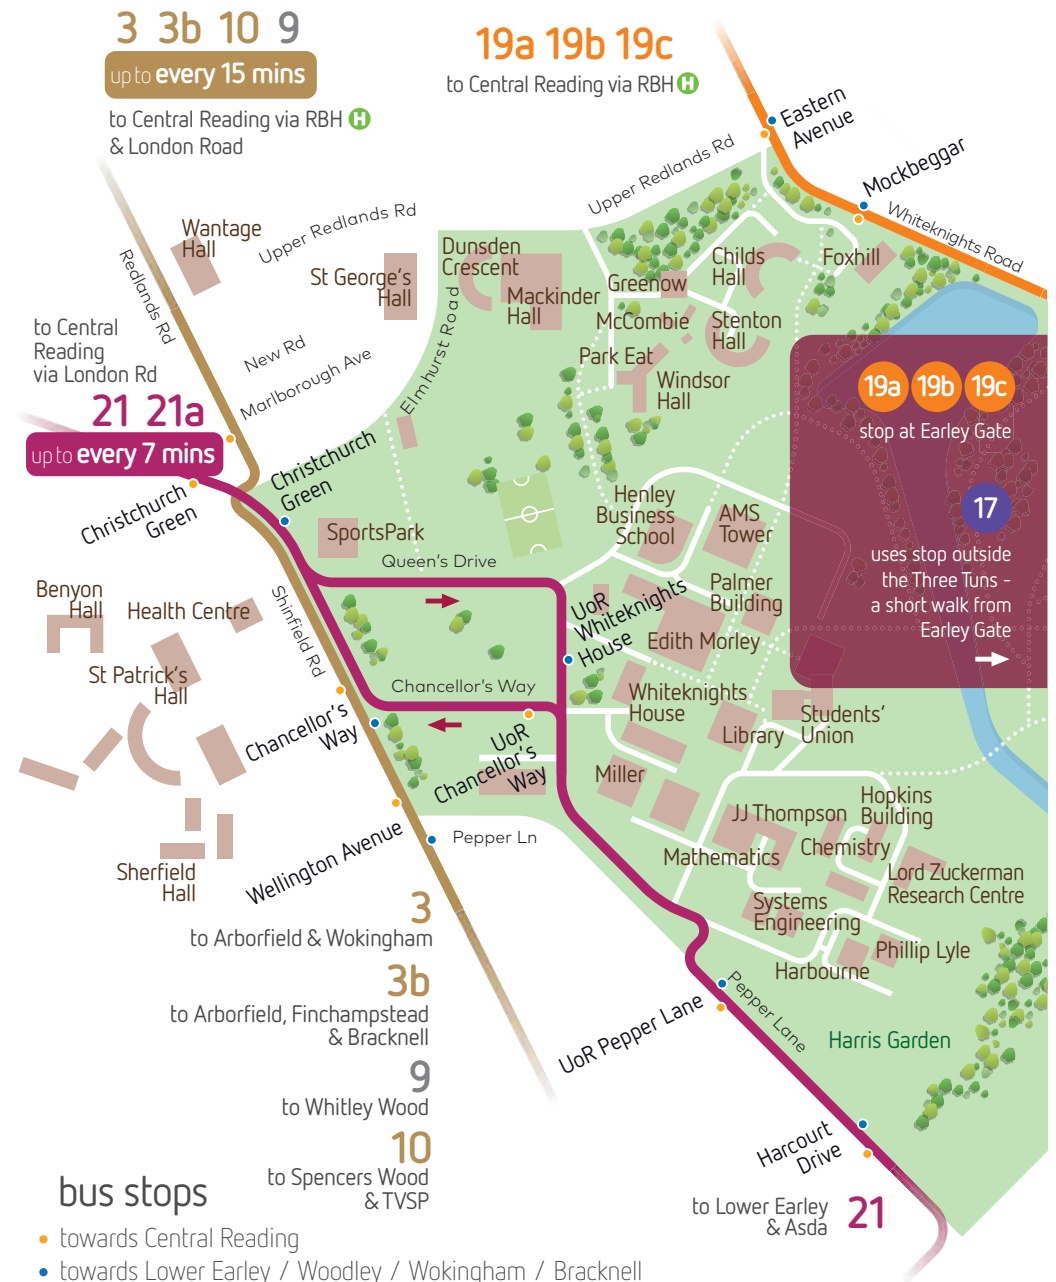 3 3b 10 9
up to every 15 mins
to Central Reading via RBH H
& London Road
19a 19b 19c
to Central Reading via RBH H
Eastern
Avenue
Mockbeggar
Whiteknights Road
Upper Redlands Rd
Wantage
Hall
Upper Redlands Rd
Redlands Rd
St George's
Hall
Dunsden
Crescent
Mackinder
Hall
Greenow
Childs
Hall
Foxhill
McCombie
Stenton
Hall
Park Eat
Windsor
Hall
Elmhurst Road
New Rd
Marlborough Ave
to Central
Reading
via London Rd
21 21a
up to every 7 mins
Christchurch
Green
Christchurch
Green
19a 19b 19c
stop at Earley Gate
17
uses stop outside
the Three Tuns -
a short walk from
Earley Gate
SportsPark
Queen's Drive
Henley
Business
School
AMS
Tower
Palmer
Building
UoR
Whiteknights
House
Edith Morley
Benyon
Hall
Health Centre
Shinfield Rd
St Patrick's
Hall
Chancellor's
Way
Chancellor's Way
UoR
Chancellor's
Way
Whiteknights
House
Library
Students'
Union
Miller
JJ Thompson
Hopkins
Building
Mathematics
Chemistry
Lord Zuckerman
Research Centre
Systems
Engineering
Phillip Lyle
Harbourne
Sherfield
Hall
Wellington Avenue
Pepper Ln
UoR Pepper Lane
Pepper Lane
Harris Garden
Harcourt
Drive
to Lower Earley
& Asda
21
3
to Arborfield & Wokingham
3b
to Arborfield, Finchampstead
& Bracknell
9
to Whitley Wood
10
to Spencers Wood
& TVSP
bus stops
towards Central Reading
towards Lower Earley / Woodley / Wokingham / Bracknell